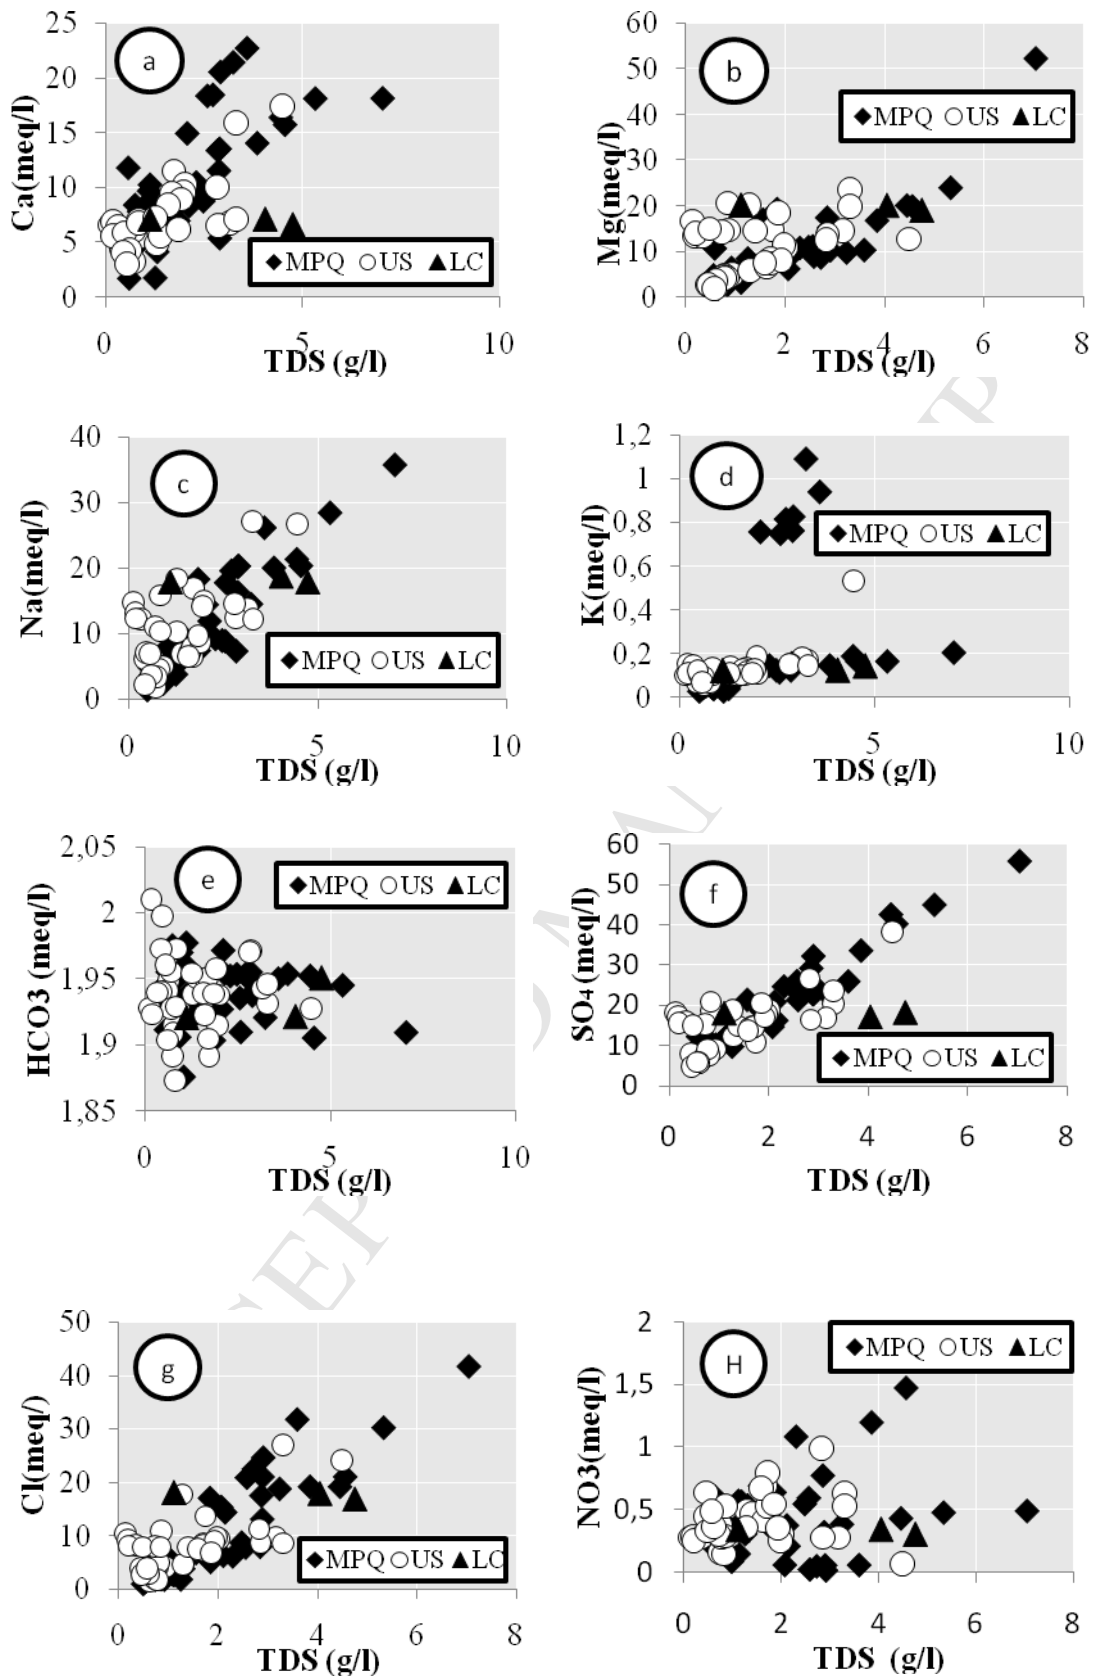 a
25
20
15
10
5
0
Ca(meq/l)
◆MPQ ○US ▲LC
0 5 10
TDS (g/l)
b
60
50
40
30
20
10
0
Mg(meq/l)
◆MPQ ○US ▲LC
0 2 4 6 8
TDS (g/l)
c
40
30
20
10
0
Na(meq/l)
◆MPQ ○US ▲LC
0 5 10
TDS (g/l)
d
1,2
1
0,8
0,6
0,4
0,2
0
K(meq/l)
◆MPQ ○US ▲LC
0 5 10
TDS (g/l)
e
2,05
2
1,95
1,9
1,85
HCO3 (meq/l)
◆MPQ ○US ▲LC
0 5 10
TDS (g/l)
f
60
50
40
30
20
10
0
SO₄ (meq/l)
◆MPQ ○US ▲LC
0 2 4 6 8
TDS (g/l)
g
50
40
30
20
10
0
Cl(meq/)
◆MPQ ○US ▲LC
0 2 4 6 8
TDS (g/l)
H
2
1,5
1
0,5
0
NO3(meq/l)
◆MPQ ○US ▲LC
0 2 4 6 8
TDS (g/l)